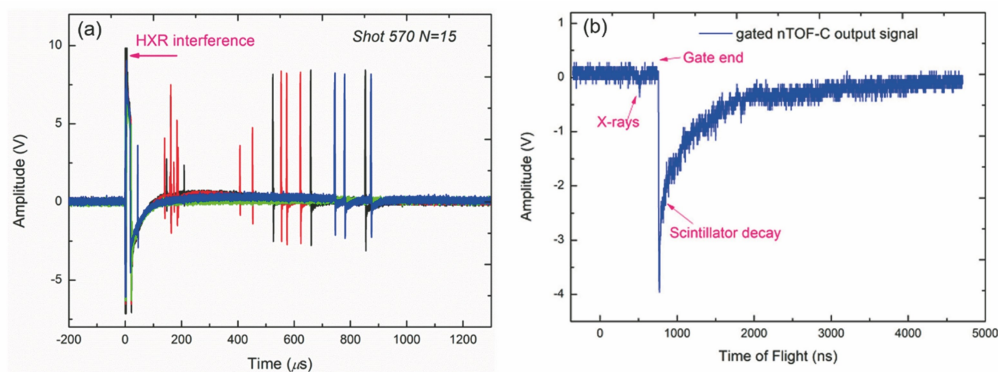 (a)
HXR interference
Shot 570 N=15
10
5
0
-5
Amplitude (V)
-200
0
200
400
600
800
1000
1200
Time (μs)
(b)
gated nTOF-C output signal
Gate end
X-rays
Scintillator decay
1
0
-1
-2
-3
-4
Amplitude (V)
0
1000
2000
3000
4000
5000
Time of Flight (ns)